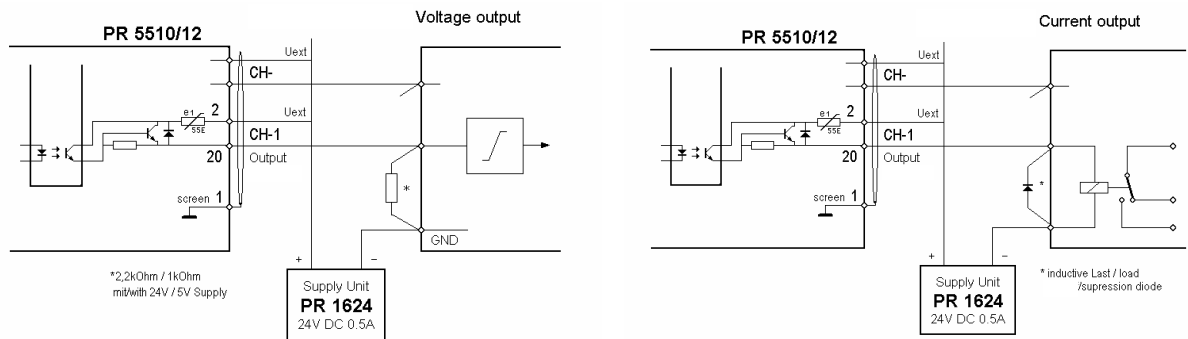 Voltage output
PR 5510/12
Uext
CH-
2
e1
55E
Uext
CH-1
20
Output
*
screen 1
GND
+
–
*2,2kOhm / 1kOhm
mit/with 24V / 5V Supply
Supply Unit
PR 1624
24V DC 0.5A
Current output
PR 5510/12
Uext
CH-
2
e1
55E
Uext
CH-1
20
Output
*
screen 1
+
–
* inductive Last / load
/supression diode
Supply Unit
PR 1624
24V DC 0.5A